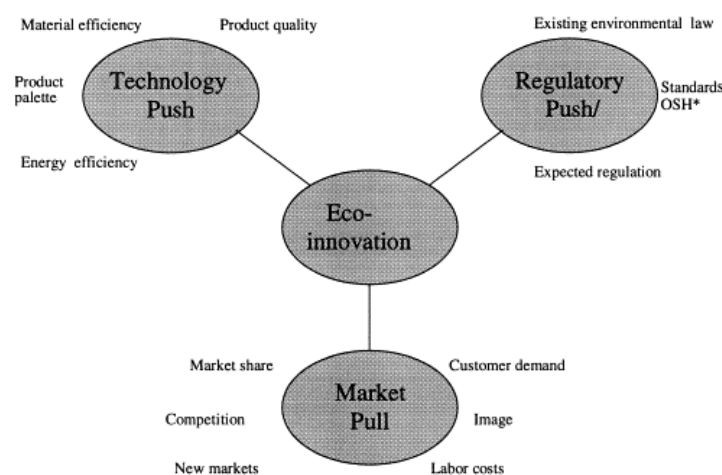 Material efficiency
Product quality
Technology
Push
Product
palette
Energy efficiency
Existing environmental law
Regulatory
Push/
Standards
OSH*
Expected regulation
Eco-
innovation
Market share
Customer demand
Market
Pull
Competition
Image
New markets
Labor costs